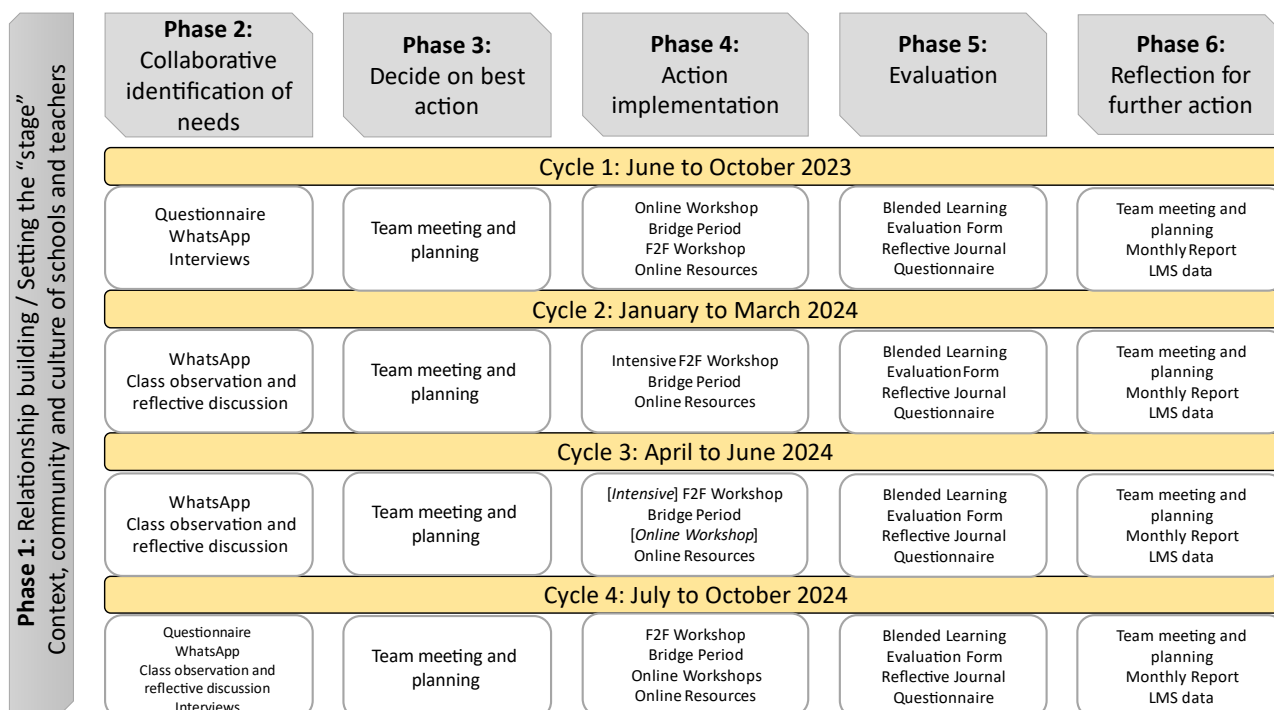 Phase 1: Relationship building / Setting the “stage”
Context, community and culture of schools and teachers
Phase 2:
Collaborative
identification of
needs
Phase 3:
Decide on best
action
Phase 4:
Action
implementation
Phase 5:
Evaluation
Phase 6:
Reflection for
further action
Cycle 1: June to October 2023
Questionnaire
WhatsApp
Interviews
Team meeting and
planning
Online Workshop
Bridge Period
F2F Workshop
Online Resources
Blended Learning
Evaluation Form
Reflective Journal
Questionnaire
Team meeting and
planning
Monthly Report
LMS data
Cycle 2: January to March 2024
WhatsApp
Class observation and
reflective discussion
Team meeting and
planning
Intensive F2F Workshop
Bridge Period
Online Resources
Blended Learning
Evaluation Form
Reflective Journal
Questionnaire
Team meeting and
planning
Monthly Report
LMS data
Cycle 3: April to June 2024
WhatsApp
Class observation and
reflective discussion
Team meeting and
planning
[Intensive] F2F Workshop
Bridge Period
[Online Workshop]
Online Resources
Blended Learning
Evaluation Form
Reflective Journal
Questionnaire
Team meeting and
planning
Monthly Report
LMS data
Cycle 4: July to October 2024
Questionnaire
WhatsApp
Class observation and
reflective discussion
Interviews
Team meeting and
planning
F2F Workshop
Bridge Period
Online Workshops
Online Resources
Blended Learning
Evaluation Form
Reflective Journal
Questionnaire
Team meeting and
planning
Monthly Report
LMS data